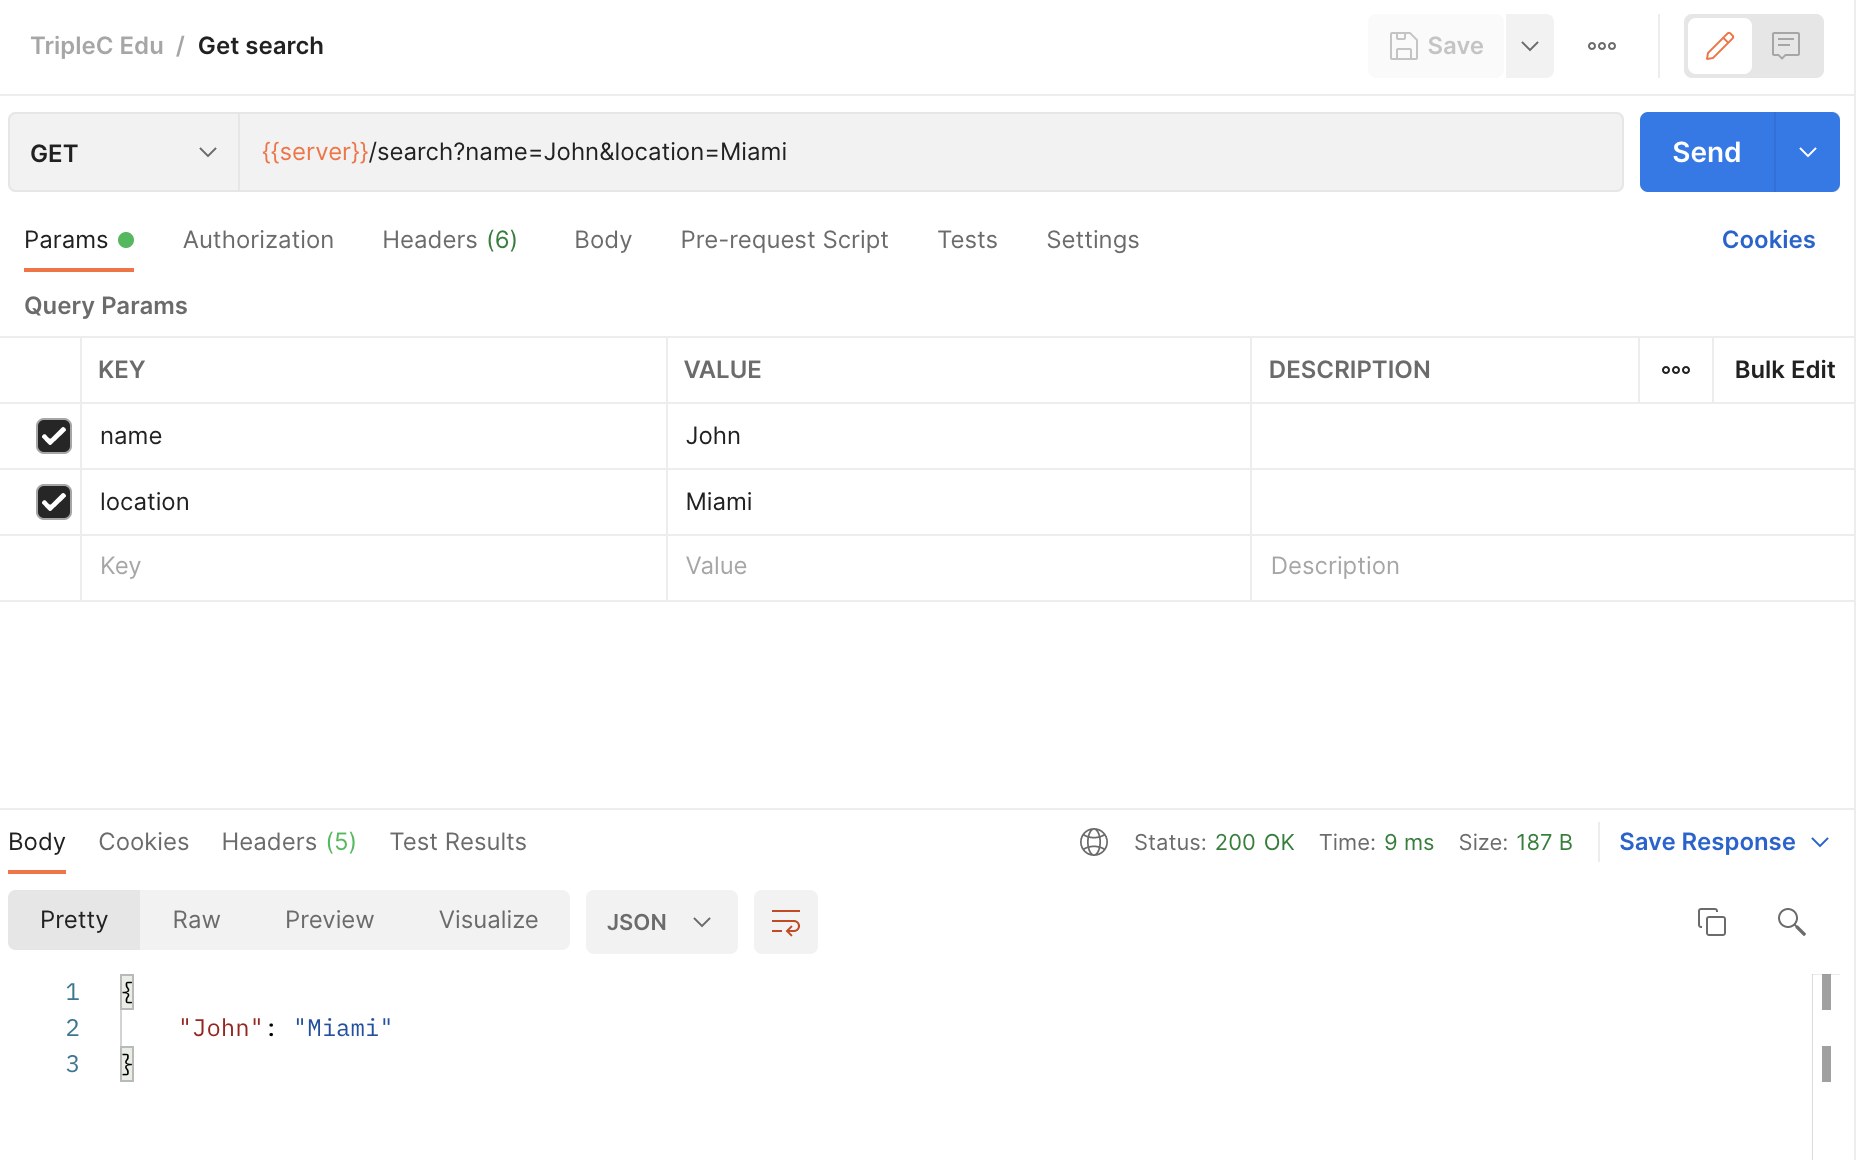 TripleC Edu / Get search
Save
GET
{{server}}/search?name=John&location=Miami
Send
Params Authorization Headers (6) Body Pre-request Script Tests Settings Cookies
Query Params
KEY VALUE DESCRIPTION Bulk Edit
name John
location Miami
Key Value Description
Body Cookies Headers (5) Test Results Status: 200 OK Time: 9 ms Size: 187 B Save Response
Pretty Raw Preview Visualize JSON
1 {
2 "John": "Miami"
3 }